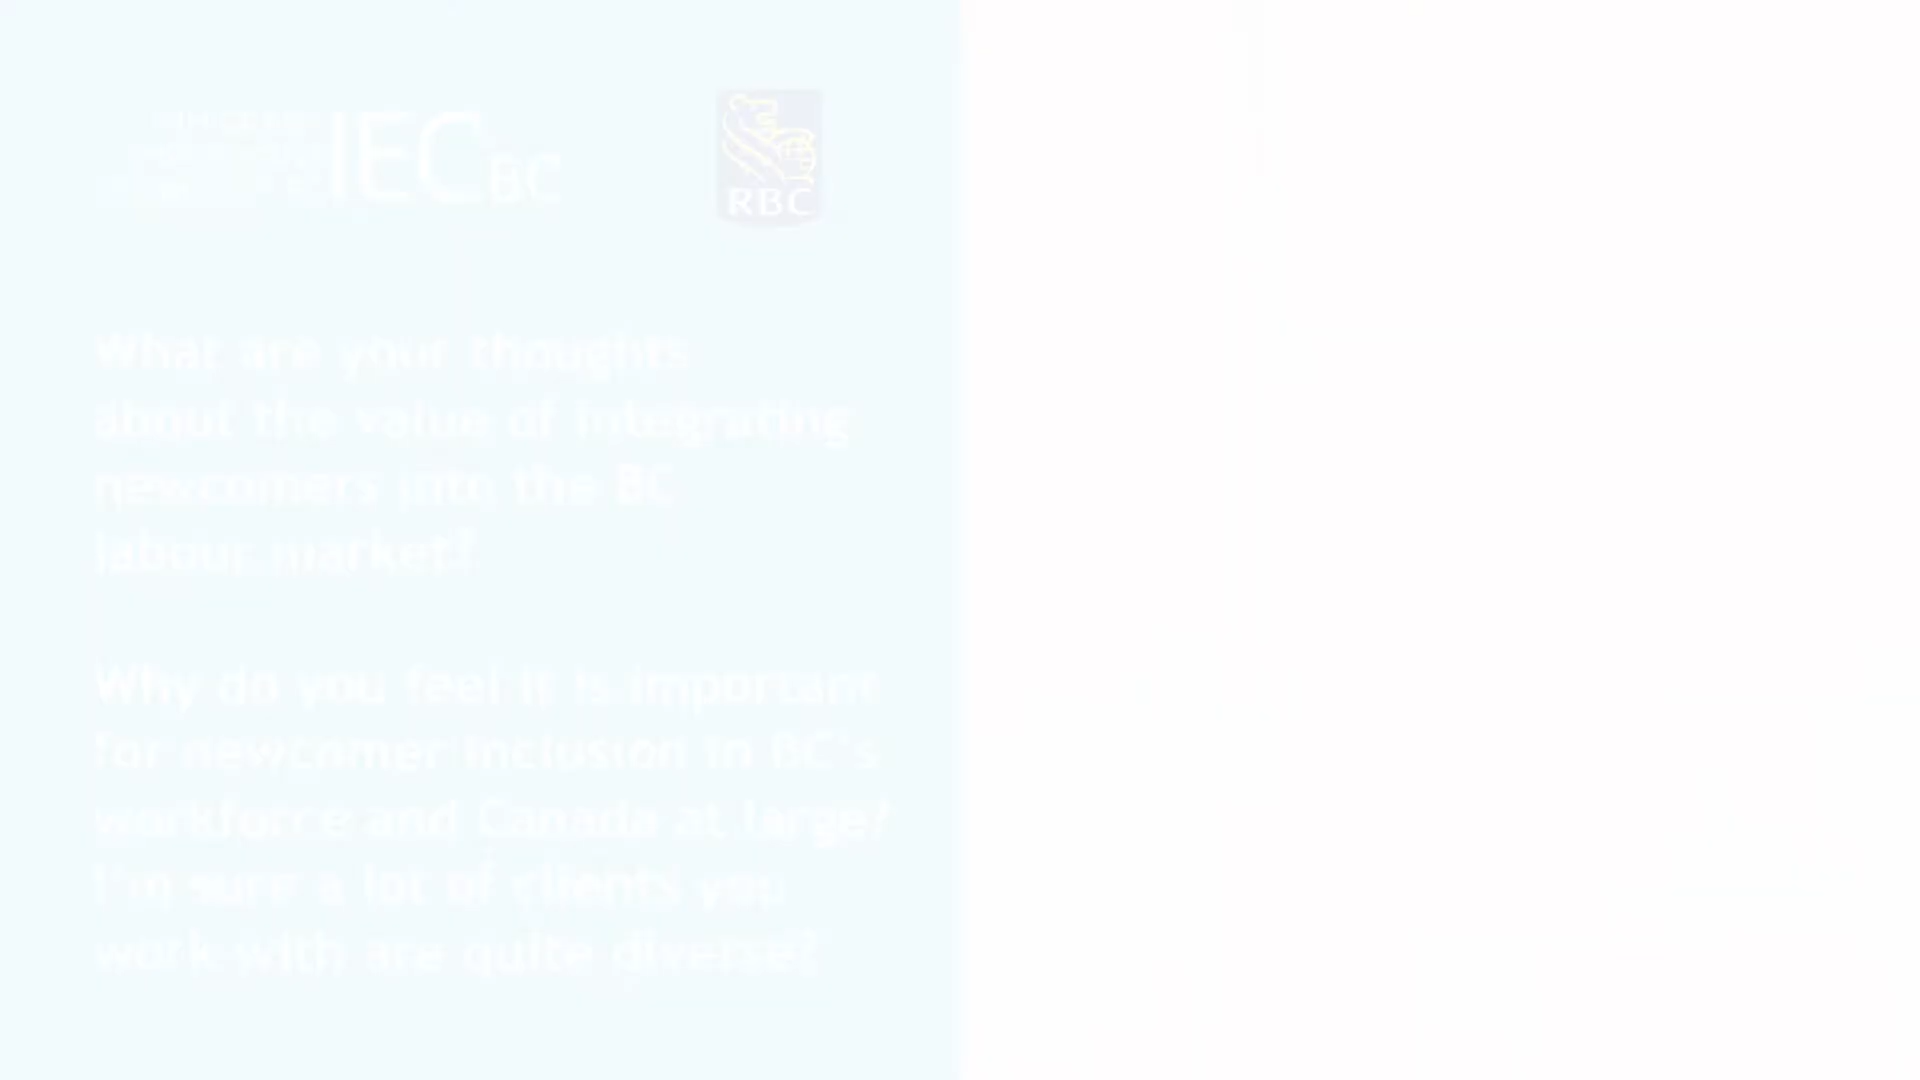 IEC BC
RBC
What are your thoughts
about the value of integrating
newcomers into the BC
labour market?
Why do you feel it is important
for newcomer inclusion in BC's
workforce and Canada at large?
I'm sure a lot of clients you
work with are quite diverse?